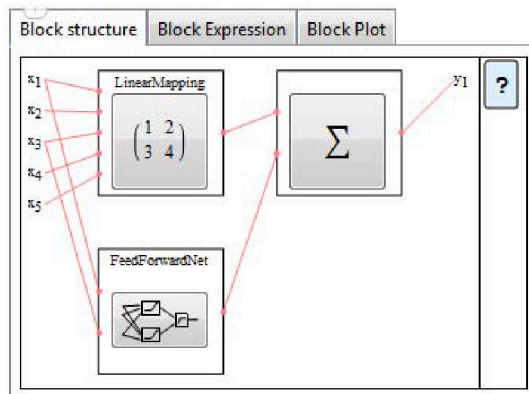 Block structure Block Expression Block Plot
x1 LinearMapping y1 ?
x2
x3 (1 2
3 4) Σ
x4
x5
FeedForwardNet